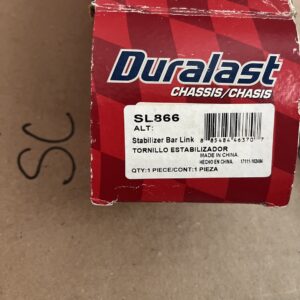 Duralast
CHASSIS/CHASIS
SL866
ALT:
Stabilizer Bar Link
TORNILLO ESTABILIZADOR
MADE IN CHINA
HECHO EN CHINA
QTY:1 PIECE/CONT:1 PIEZA
SC